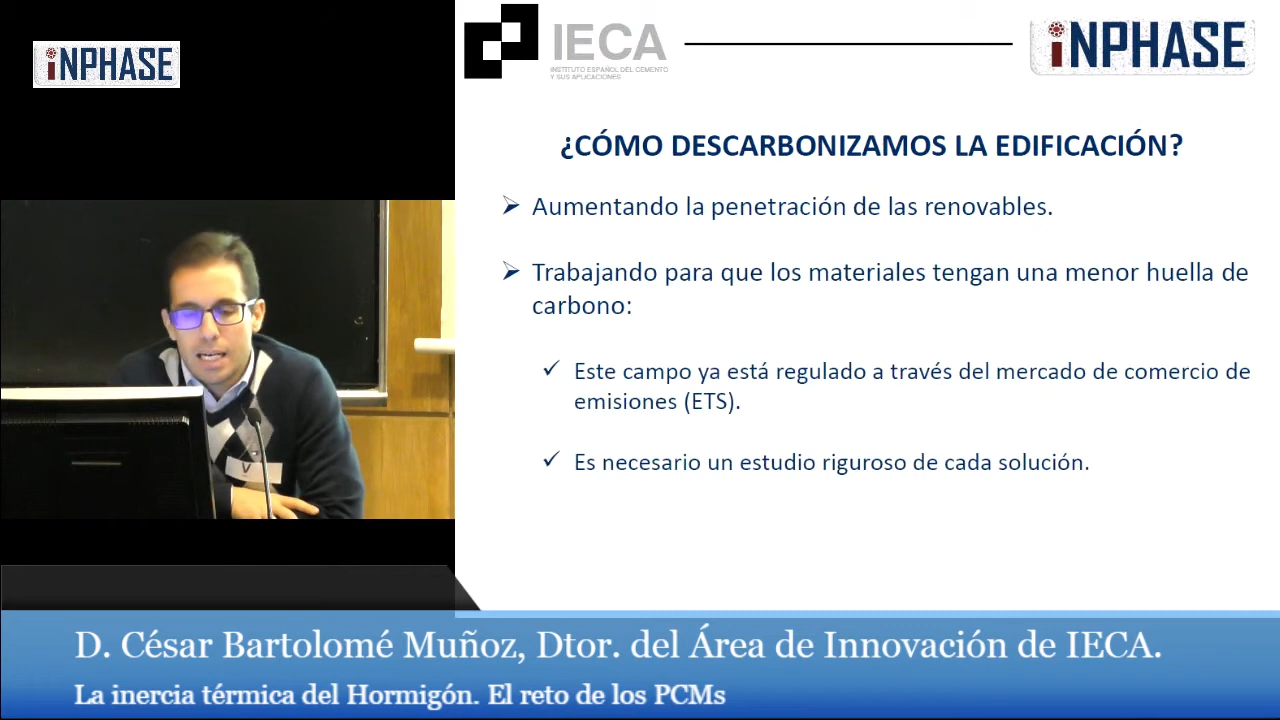 iNPHASE
IECA
INSTITUTO ESPAÑOL DEL CEMENTO
Y SUS APLICACIONES
iNPHASE
¿CÓMO DESCARBONIZAMOS LA EDIFICACIÓN?
Aumentando la penetración de las renovables.
Trabajando para que los materiales tengan una menor huella de
carbono:
Este campo ya está regulado a través del mercado de comercio de
emisiones (ETS).
Es necesario un estudio riguroso de cada solución.
D. César Bartolomé Muñoz, Dtor. del Área de Innovación de IECA.
La inercia térmica del Hormigón. El reto de los PCMs